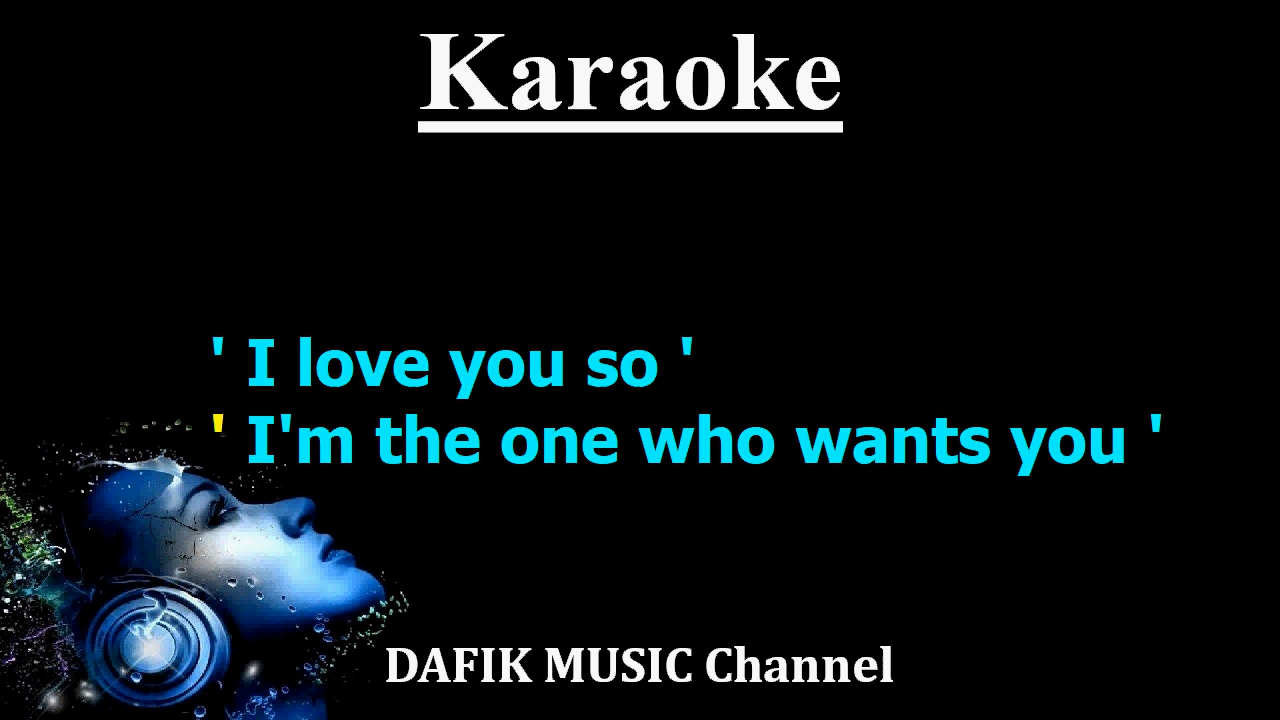 Karaoke
' I love you so '
' I'm the one who wants you '
DAFIK MUSIC Channel